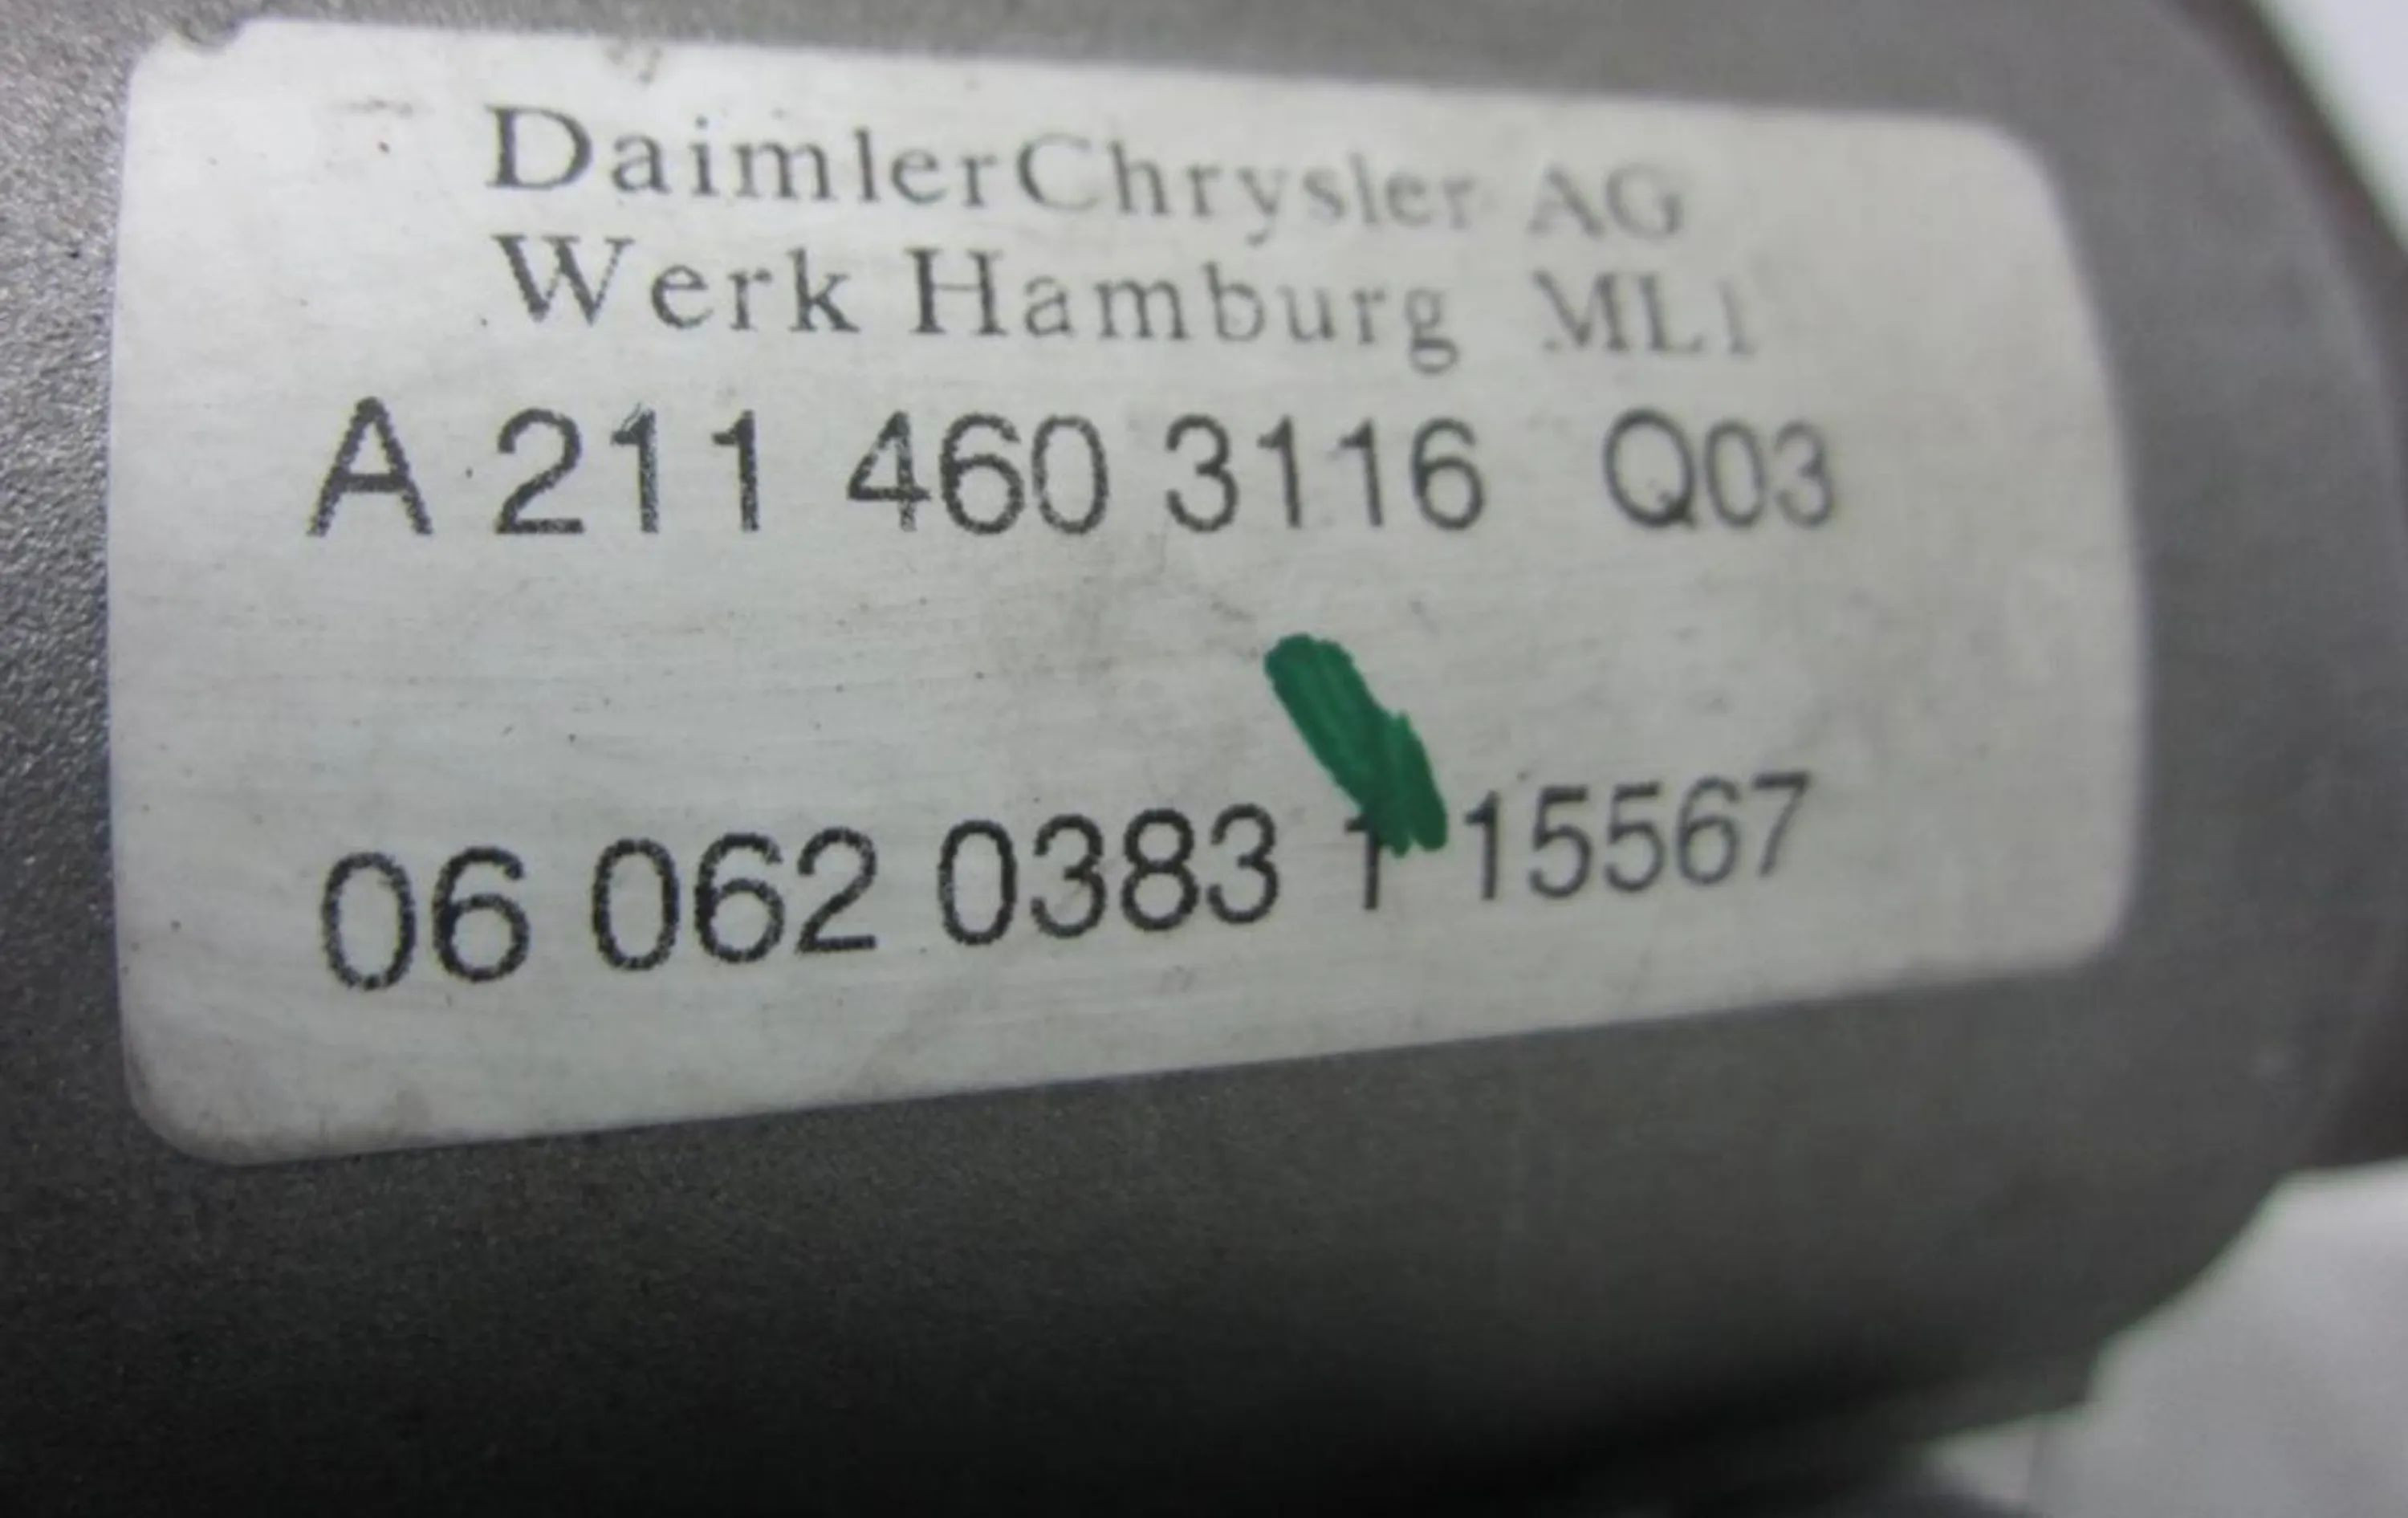 DaimlerChrysler AG
Werk Hamburg ML1
A 211 460 3116 Q03
06 062 0383 1 15567